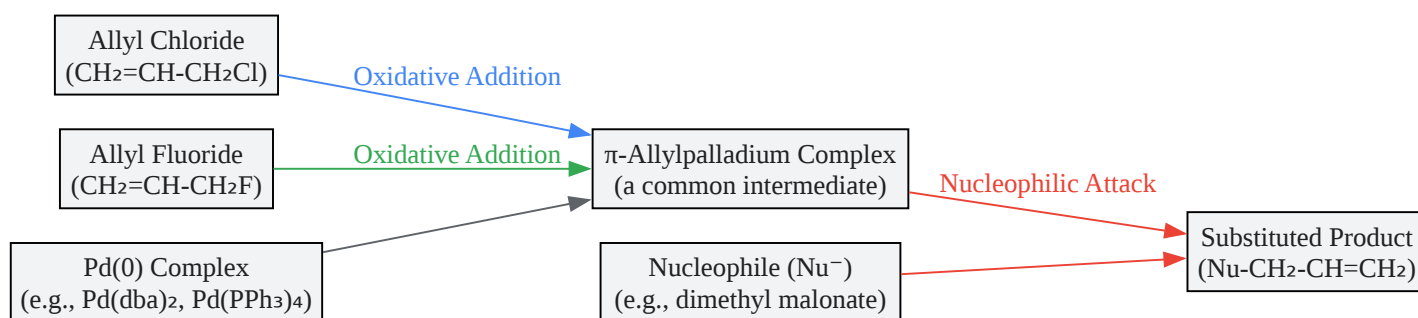 Allyl Chloride
(CH₂=CH-CH₂Cl)
Oxidative Addition
Allyl Fluoride
(CH₂=CH-CH₂F)
Oxidative Addition
π-Allylpalladium Complex
(a common intermediate)
Nucleophilic Attack
Pd(0) Complex
(e.g., Pd(dba)₂, Pd(PPh₃)₄)
Nucleophile (Nu⁻)
(e.g., dimethyl malonate)
Substituted Product
(Nu-CH₂-CH=CH₂)